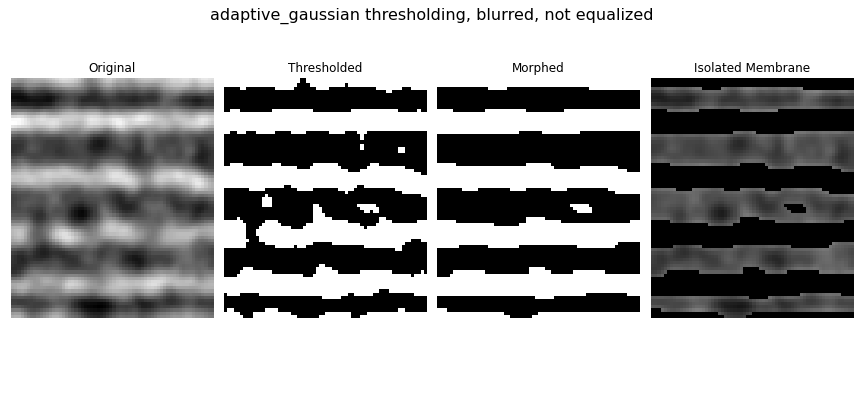 adaptive_gaussian thresholding, blurred, not equalized
Original
Thresholded
Morphed
Isolated Membrane